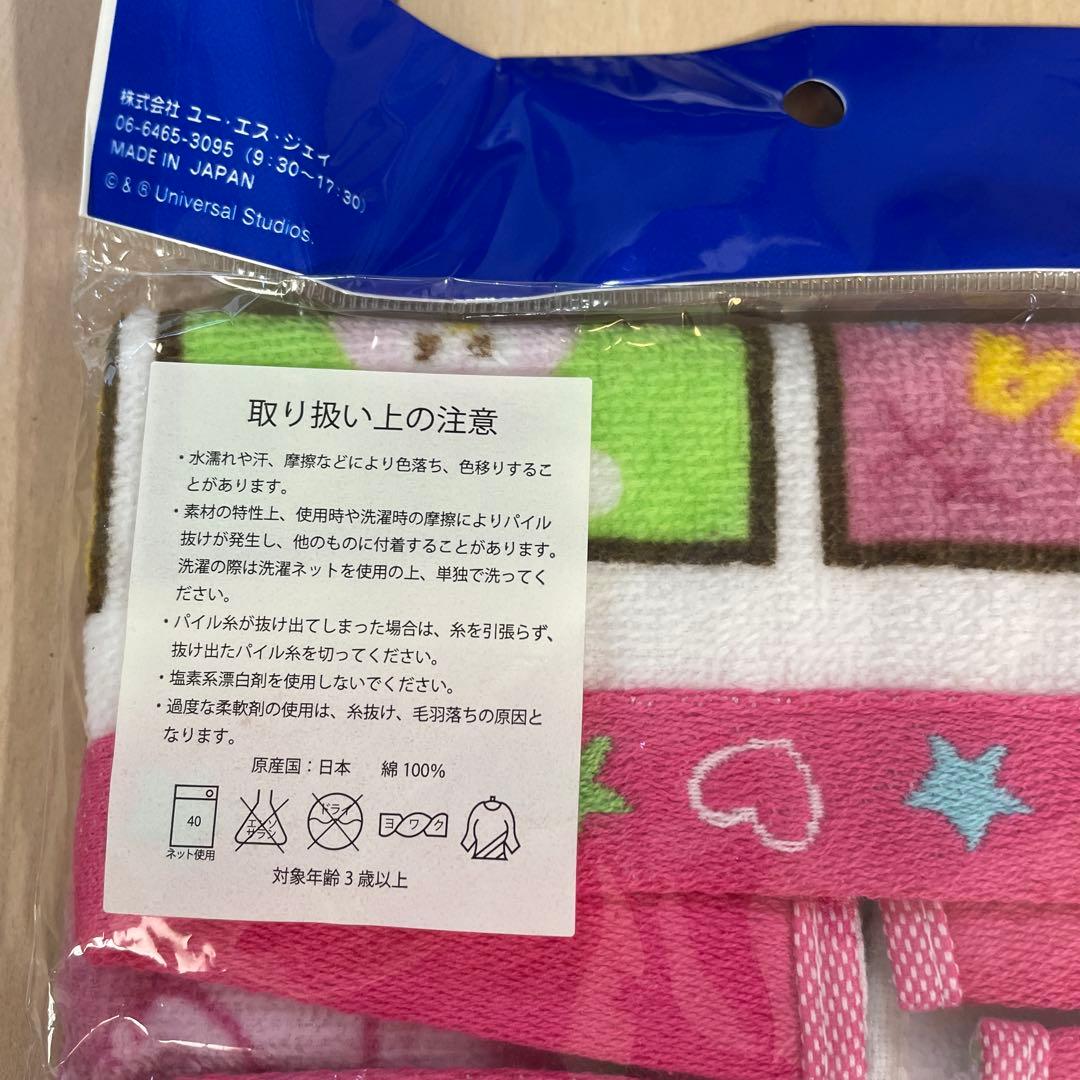 株式会社 ユー・エス・ジェイ
06-6465-3095 (9:30〜17:30)
MADE IN JAPAN
© & ® Universal Studios.
取り扱い上の注意
・水濡れや汗、摩擦などにより色落ち、色移りするこ
とがあります。
・素材の特性上、使用時や洗濯時の摩擦によりパイル
抜けが発生し、他のものに付着することがあります。
洗濯の際は洗濯ネットを使用の上、単独で洗ってく
ださい。
・パイル糸が抜け出てしまった場合は、糸を引張らず、
抜け出たパイル糸を切ってください。
・塩素系漂白剤を使用しないでください。
・過度な柔軟剤の使用は、糸抜け、毛羽落ちの原因と
なります。
原産国：日本 綿 100%
40
ネット使用
エンソ
サラシ
ドライ
ヨワク
対象年齢 3 歳以上